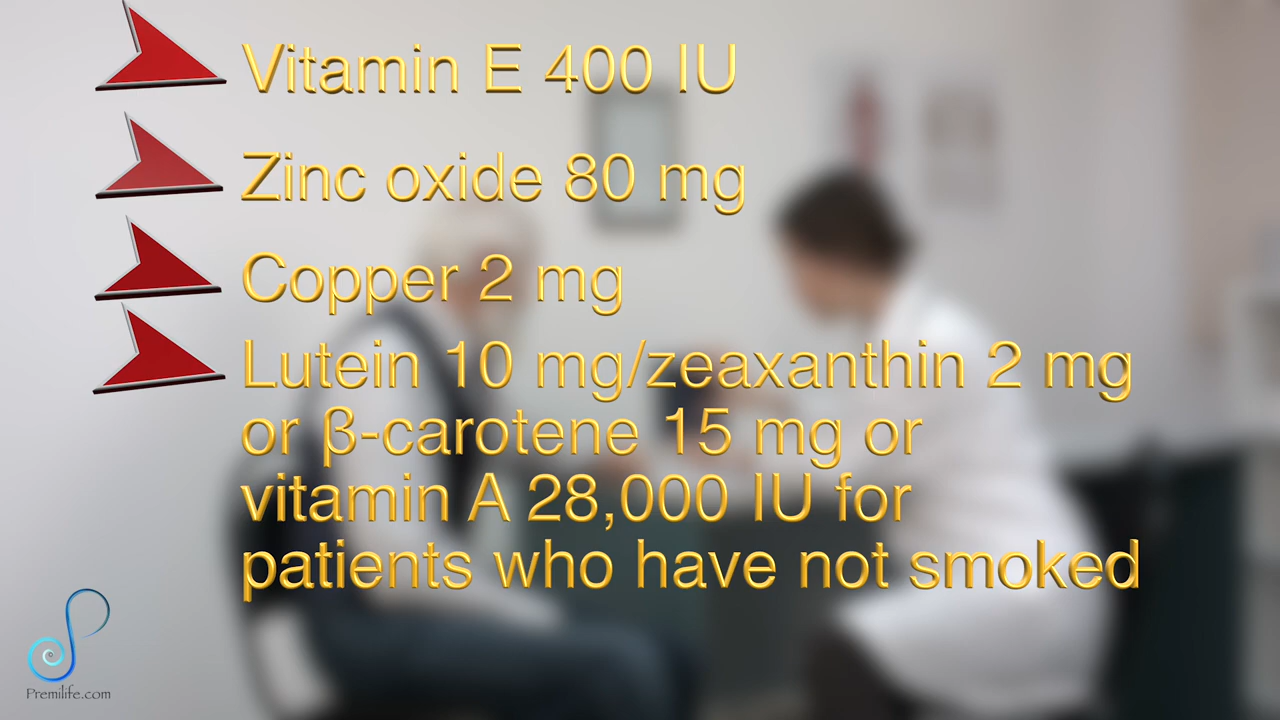 Vitamin E 400 IU
Zinc oxide 80 mg
Copper 2 mg
Lutein 10 mg/zeaxanthin 2 mg
or β-carotene 15 mg or
vitamin A 28,000 IU for
patients who have not smoked
Premilife.com